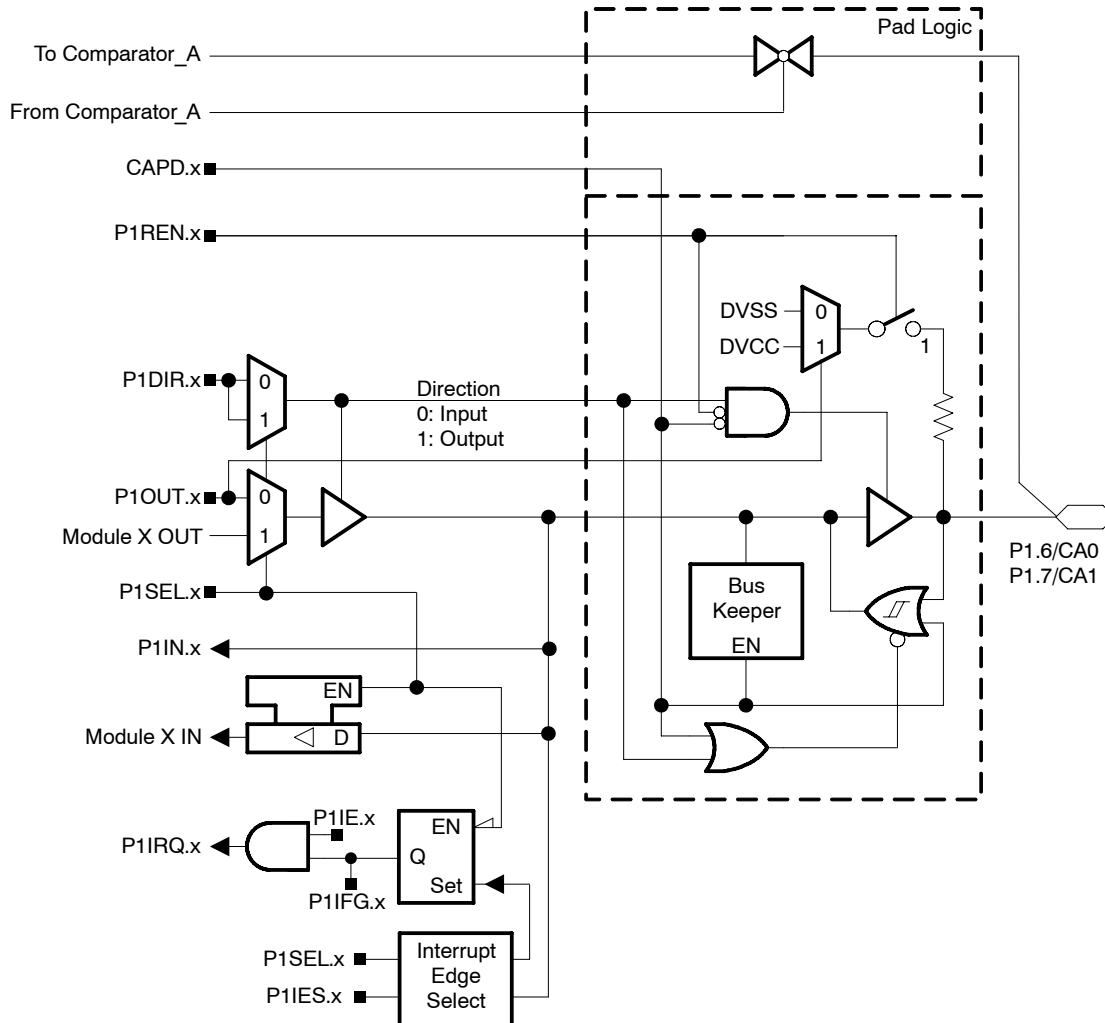 Pad Logic
To Comparator_A
From Comparator_A
CAPD.x
P1REN.x
DVSS
0
DVCC
1
1
P1DIR.x
0
1
Direction
0: Input
1: Output
P1OUT.x
0
Module X OUT
1
P1.6/CA0
P1.7/CA1
P1SEL.x
Bus
Keeper
EN
P1IN.x
EN
Module X IN
D
P1IE.x
EN
P1IRQ.x
Q
Set
P1IFG.x
P1SEL.x
P1IES.x
Interrupt
Edge
Select